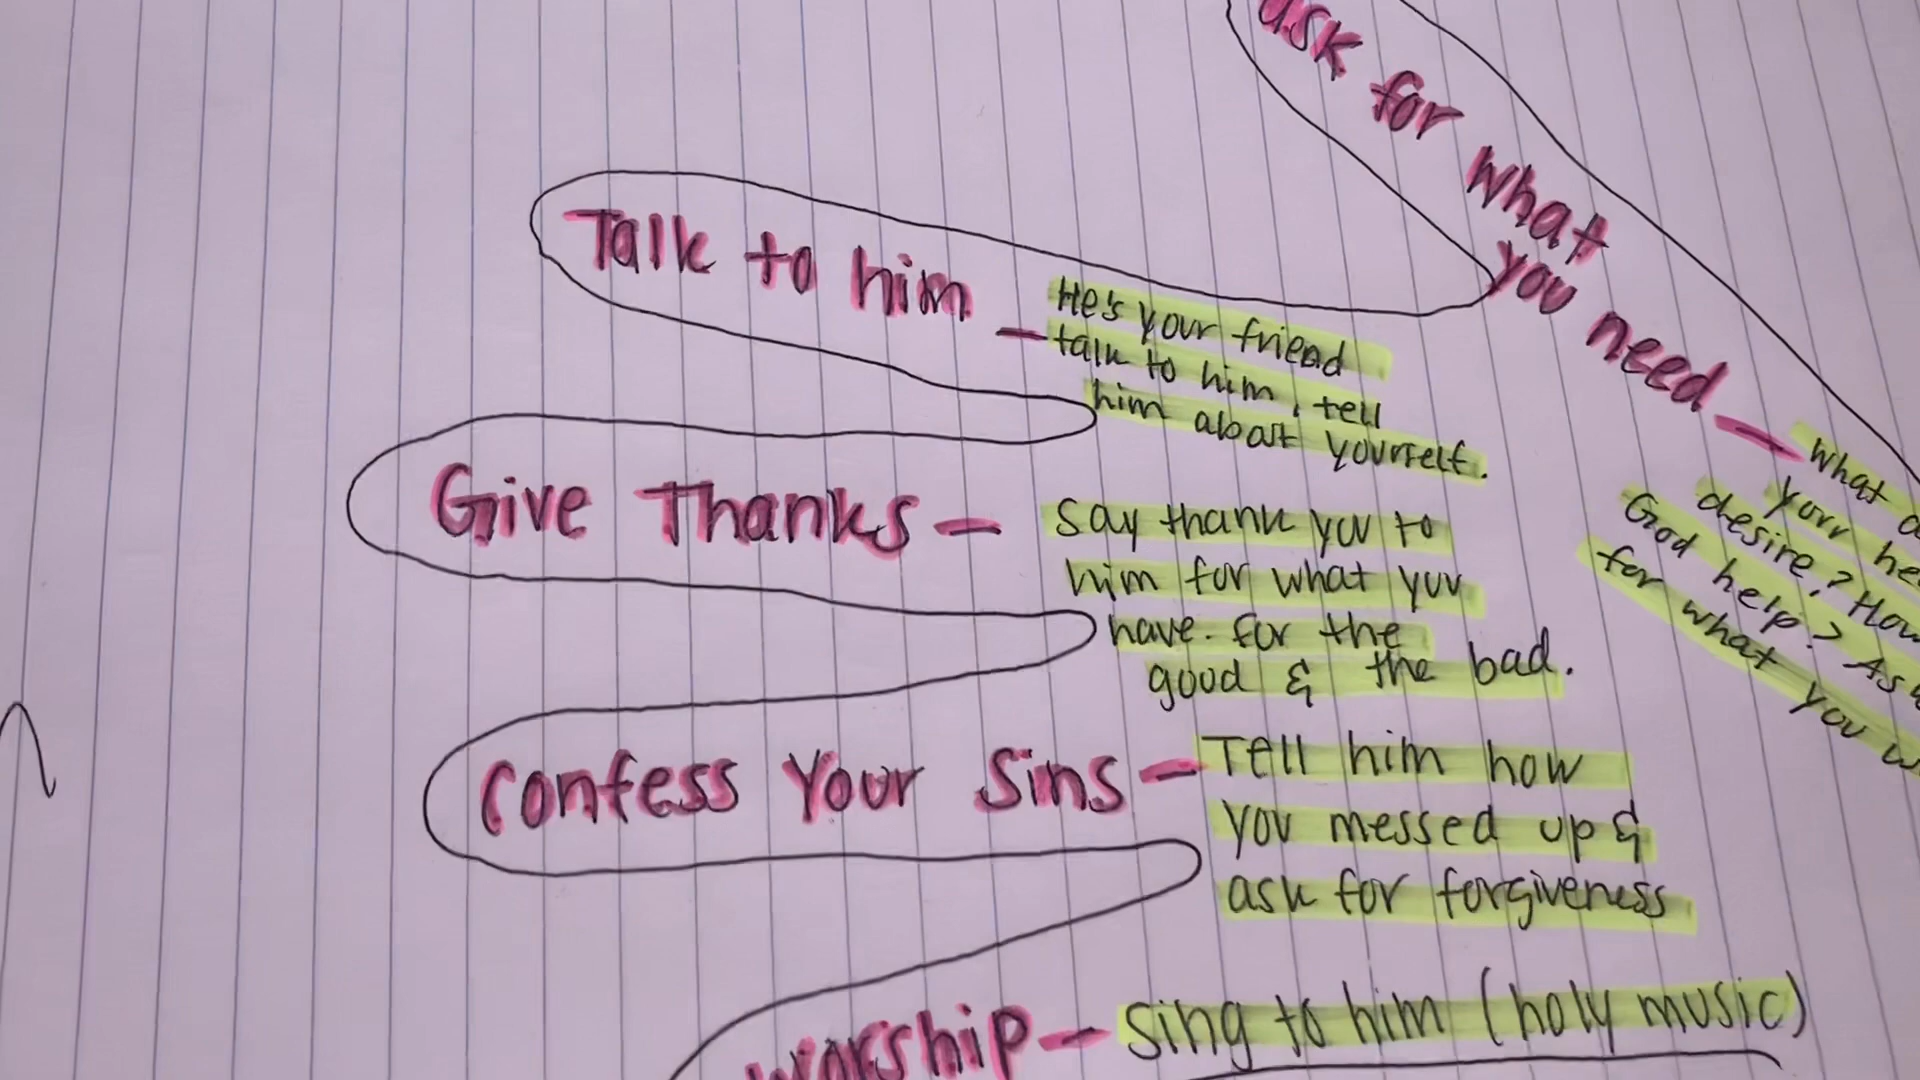 ask for what
you need —
What
your
desire? How
God help?
for what you
Talk to him —
He's your friend
talk to him, tell
him about yourself.
Give Thanks —
Say thank you to
him for what you
have. for the
good & the bad.
Confess Your Sins —
Tell him how
you messed up &
ask for forgiveness
Worship —
sing to him (holy music)